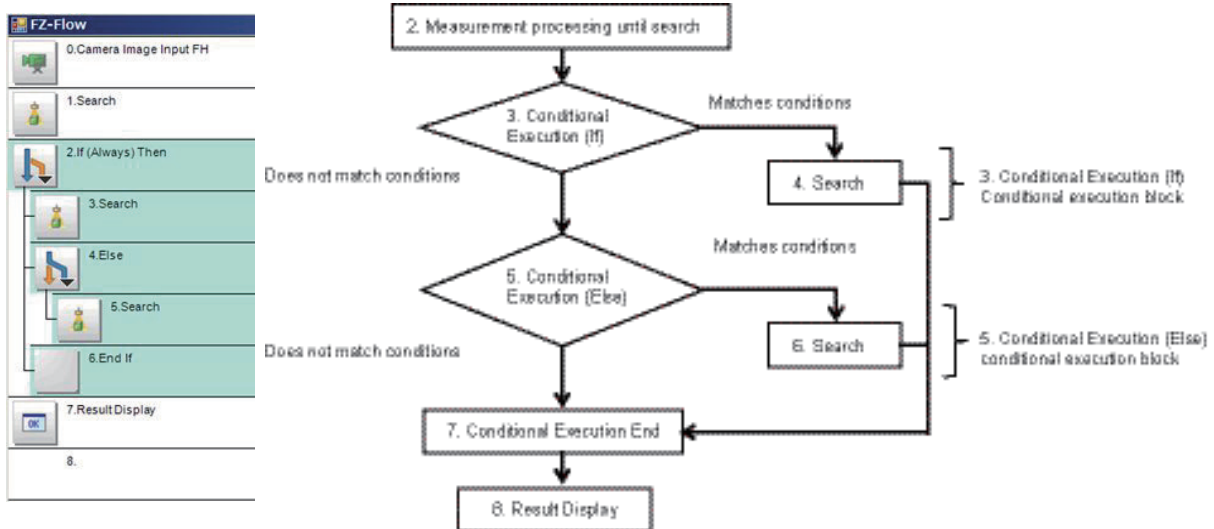 FZ-Flow
0.Camera Image Input FH
1.Search
2.If (Always) Then
3.Search
4.Else
5.Search
6.End If
7.Result Display
OK
8.
2. Measurement processing until search
3. Conditional
Execution (If)
Matches conditions
Does not match conditions
4. Search
3. Conditional Execution (If)
Conditional execution block
5. Conditional
Execution (Else)
Matches conditions
Does not match conditions
6. Search
5. Conditional Execution (Else)
conditional execution block
7. Conditional Execution End
8. Result Display